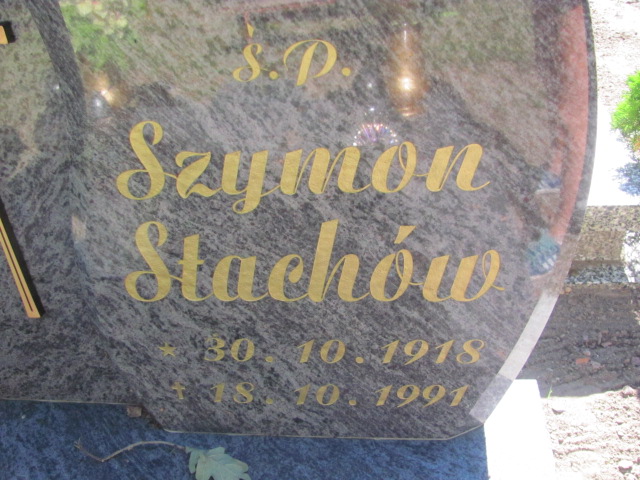 ś.P.
Szymon
Stachów
* 30. 10. 1918
† 18. 10. 1991